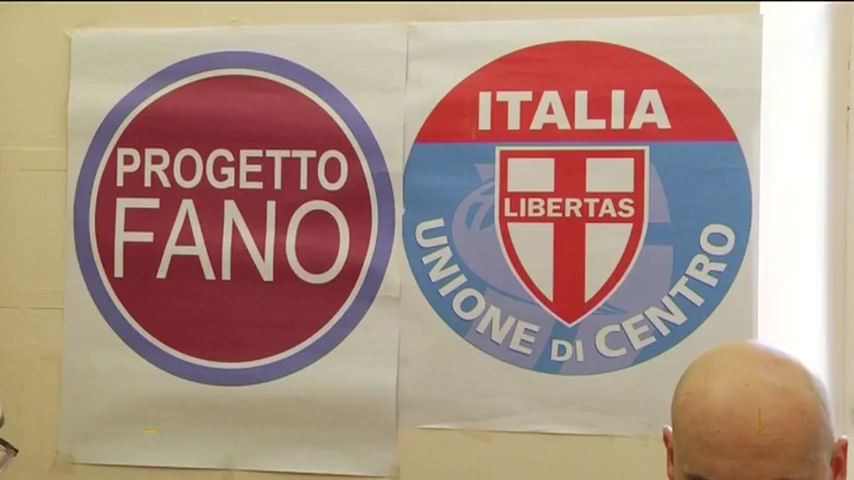 PROGETTO
FANO
ITALIA
LIBERTAS
UNIONE DI CENTRO